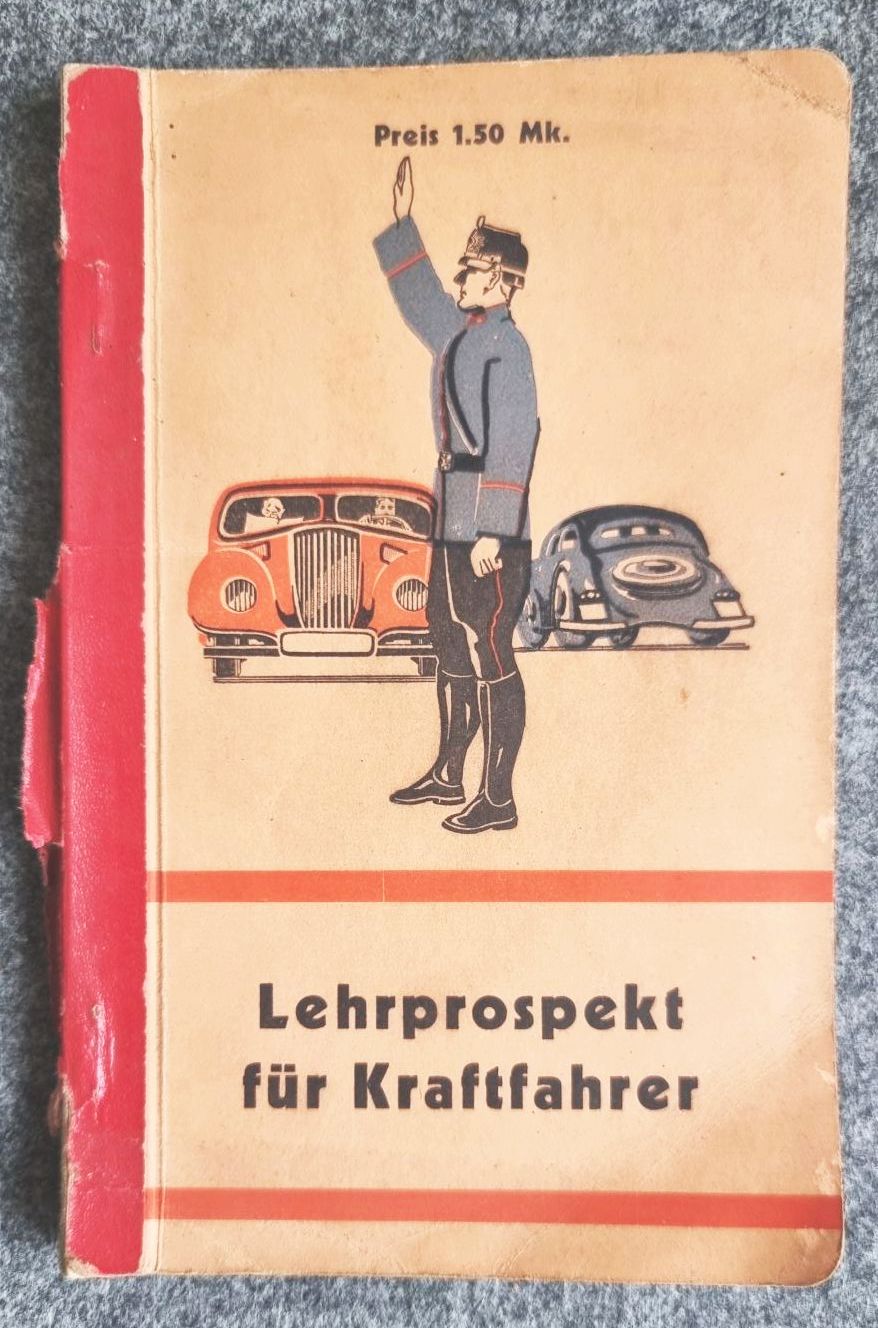 Preis 1.50 Mk.
Lehrprospekt
für Kraftfahrer